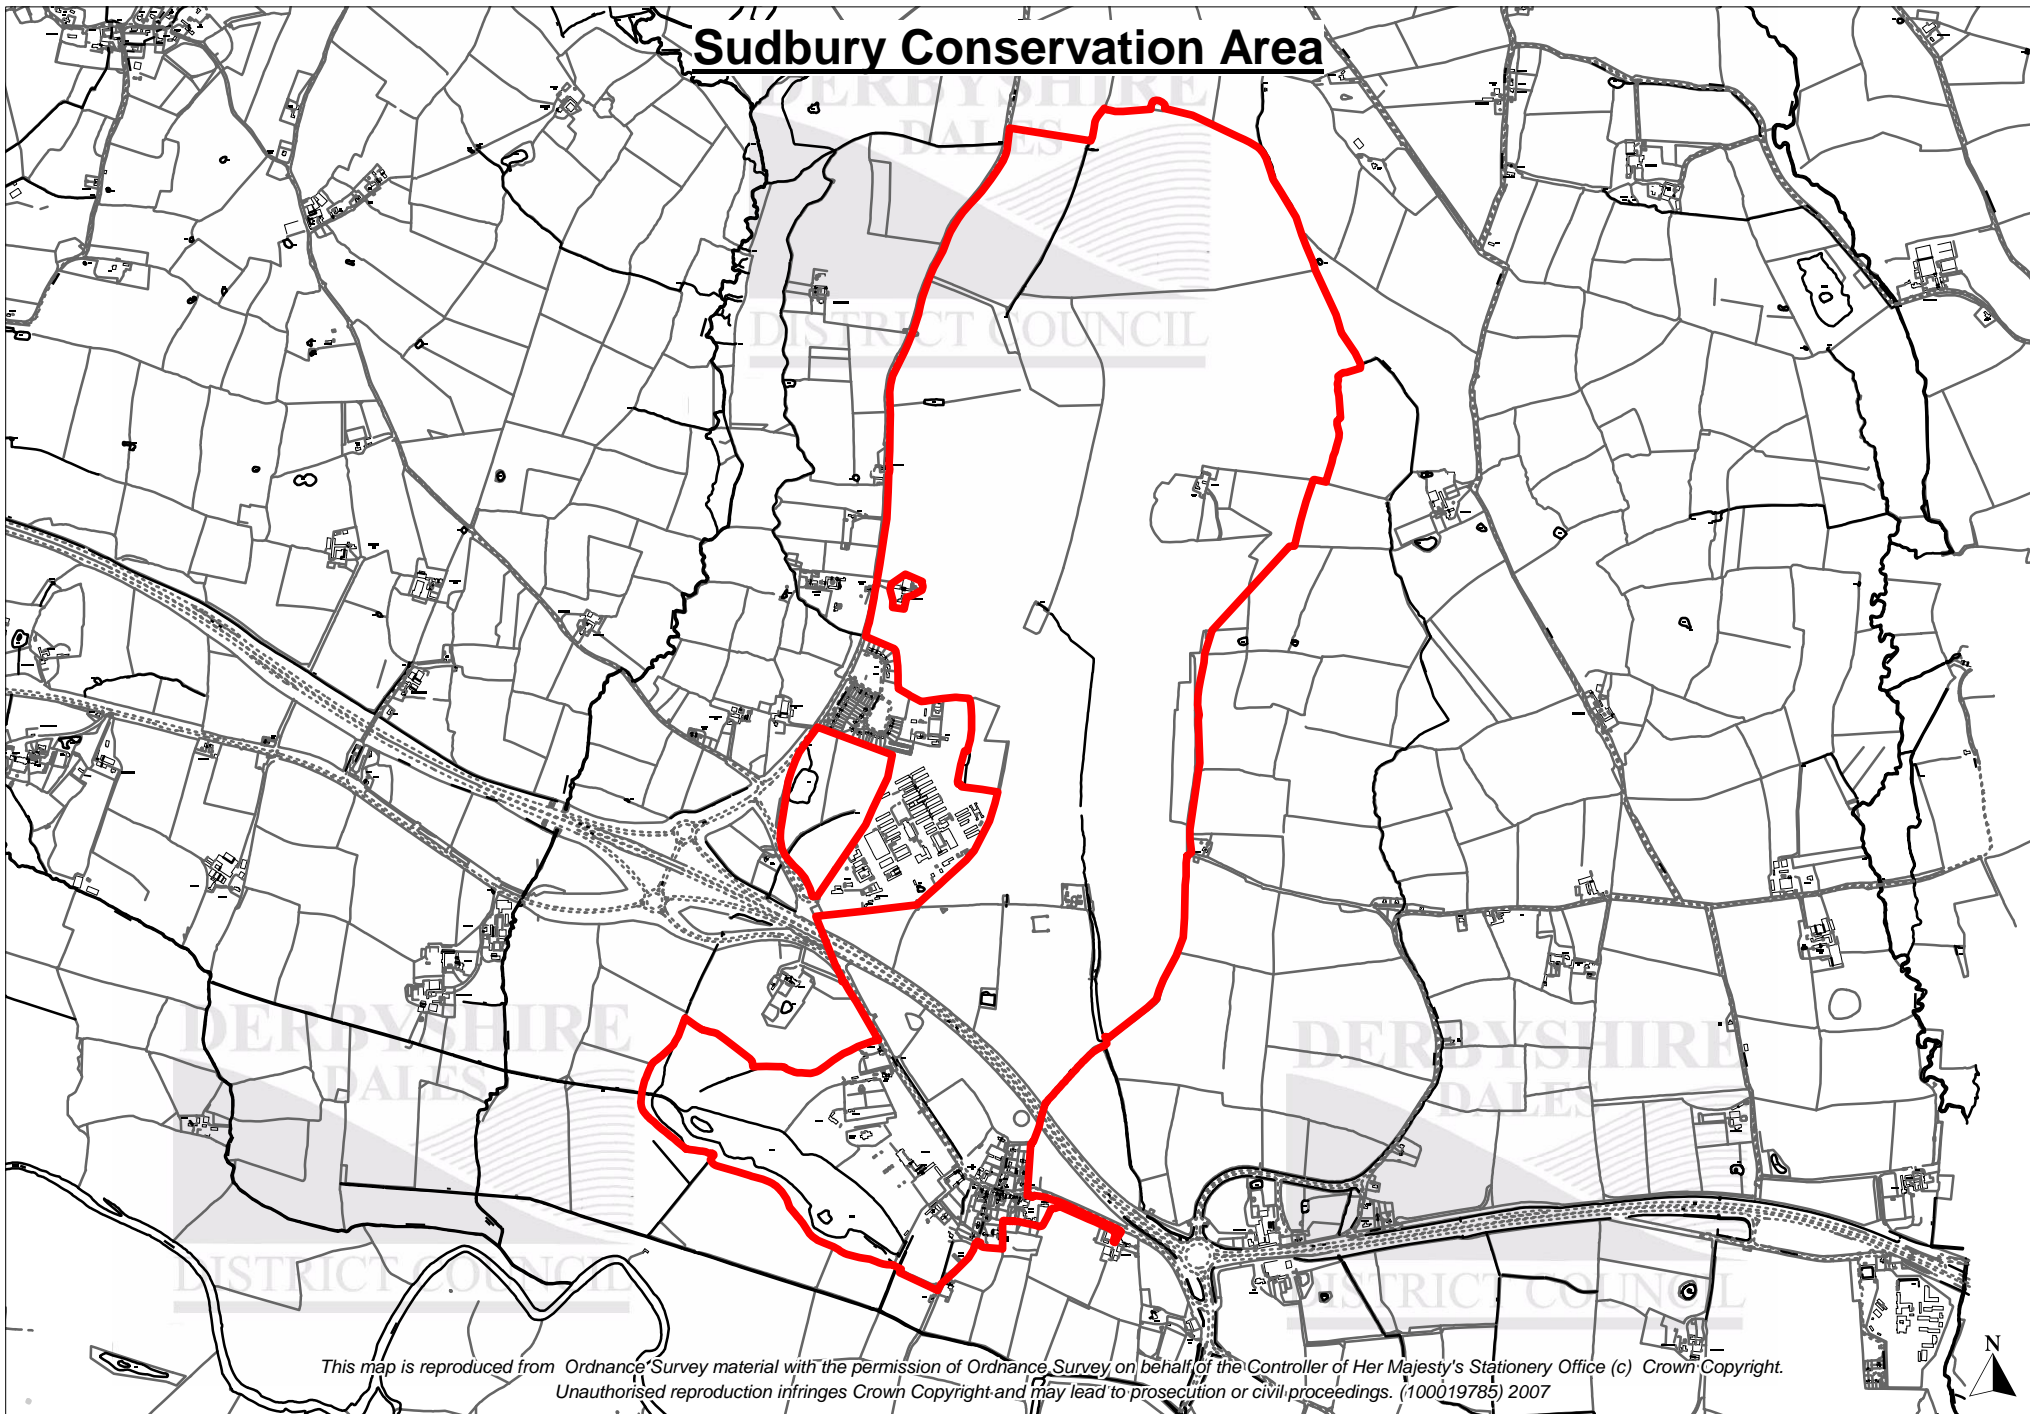 Sudbury Conservation Area
DERBYSHIRE
DALES
DISTRICT COUNCIL
DERBYSHIRE
DALES
DISTRICT COUNCIL
DERBYSHIRE
DALES
DISTRICT COUNCIL
N
This map is reproduced from Ordnance Survey material with the permission of Ordnance Survey on behalf of the Controller of Her Majesty's Stationery Office (c) Crown Copyright.
Unauthorised reproduction infringes Crown Copyright and may lead to prosecution or civil proceedings. (100019785) 2007